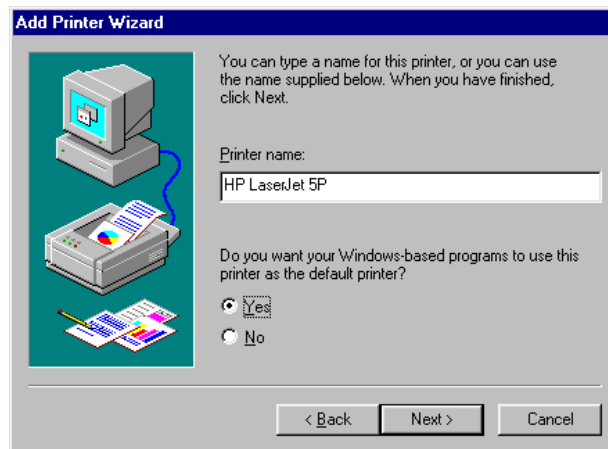 Add Printer Wizard
You can type a name for this printer, or you can use
the name supplied below. When you have finished,
click Next.
Printer name:
HP LaserJet 5P
Do you want your Windows-based programs to use this
printer as the default printer?
Yes
No
< Back
Next >
Cancel